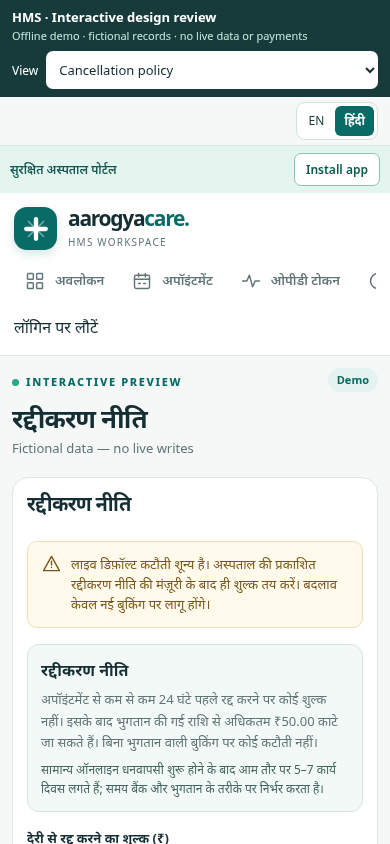 HMS · Interactive design review
Offline demo · fictional records · no live data or payments
View Cancellation policy
EN हिंदी
सुरक्षित अस्पताल पोर्टल Install app
aarogyacare.
HMS WORKSPACE
अवलोकन अपॉइंटमेंट ओपीडी टोकन
लॉगिन पर लौटें
INTERACTIVE PREVIEW Demo
रद्दीकरण नीति
Fictional data — no live writes
रद्दीकरण नीति
लाइव डिफ़ॉल्ट कटौती शून्य है। अस्पताल की प्रकाशित
रद्दीकरण नीति की मंज़ूरी के बाद ही शुल्क तय करें। बदलाव
केवल नई बुकिंग पर लागू होंगे।
रद्दीकरण नीति
अपॉइंटमेंट से कम से कम 24 घंटे पहले रद्द करने पर कोई शुल्क
नहीं। इसके बाद भुगतान की गई राशि से अधिकतम ₹50.00 काटे
जा सकते हैं। बिना भुगतान वाली बुकिंग पर कोई कटौती नहीं।
सामान्य ऑनलाइन धनवापसी शुरू होने के बाद आम तौर पर 5–7 कार्य
दिवस लगते हैं; समय बैंक और भुगतान के तरीके पर निर्भर करता है।
देरी से रद्द करने का शुल्क (₹)